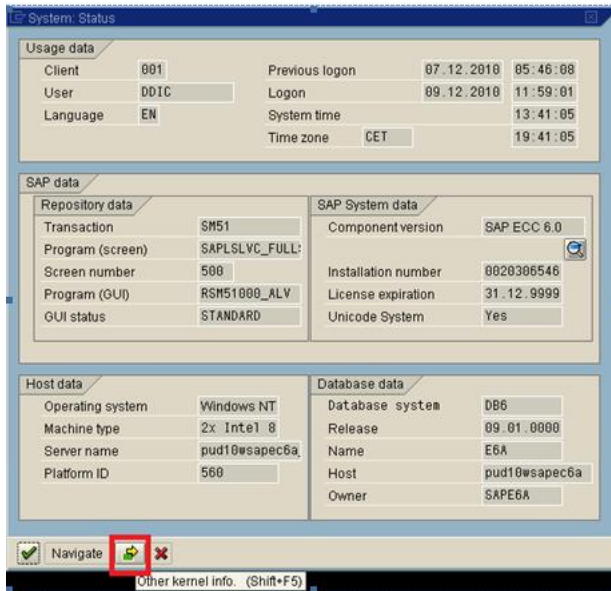 System: Status
Usage data
Client 001 Previous logon 07.12.2010 05:46:08
User DDIC Logon 09.12.2010 11:59:01
Language EN System time 13:41:05
Time zone CET 19:41:05
SAP data
Repository data
Transaction SM51
Program (screen) SAPLSLVC_FULL
Screen number 500
Program (GUI) RSM51000_ALV
GUI status STANDARD
SAP System data
Component version SAP ECC 6.0
Installation number 0020306546
License expiration 31.12.9999
Unicode System Yes
Host data
Operating system Windows NT
Machine type 2x Intel 8
Server name pud10wsapec6a
Platform ID 560
Database data
Database system DB6
Release 09.01.0000
Name E6A
Host pud10wsapec6a
Owner SAPE6A
Navigate
Other kernel info. (Shift+F5)